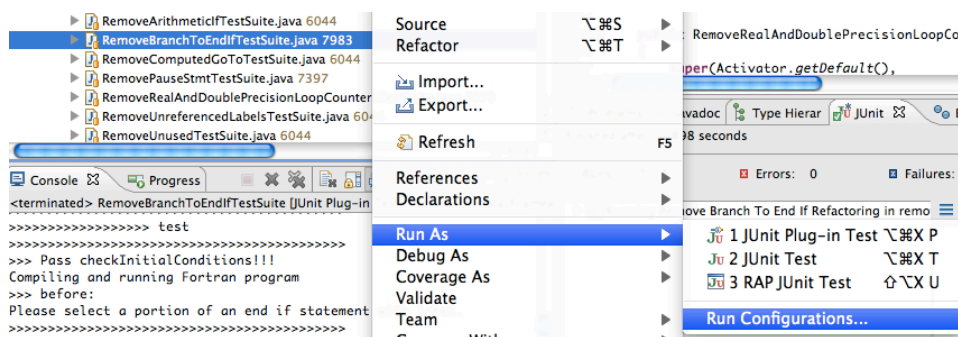 RemoveArithmeticIfTestSuite.java 6044
RemoveBranchToEndIfTestSuite.java 7983
RemoveComputedGoToTestSuite.java 6044
RemovePauseStmtTestSuite.java 7397
RemoveRealAndDoublePrecisionLoopCounter
RemoveUnreferencedLabelsTestSuite.java 604
RemoveUnusedTestSuite.java 6044
Console Progress
<terminated> RemoveBranchToEndIfTestSuite [JUnit Plug-in
>>>>>>>>>>>>>>>>>> test
>>>>>>>>>>>>>>>>>>>>>>>>>>>>>>>>>>>>>>>>>>>
>>> Pass checkInitialConditions!!!
Compiling and running Fortran program
>>> before:
Please select a portion of an end if statement
>>>>>>>>>>>>>>>>>>>>>>>>>>>>>>>>>>>>>>>>>>>
Source ⌥⌘S
Refactor ⌥⌘T
Import...
Export...
Refresh F5
References
Declarations
Run As
Debug As
Coverage As
Validate
Team
RemoveRealAndDoublePrecisionLoopCo
per(Activator.getDefault(),
vadoc Type Hierar JUnit
98 seconds
Errors: 0 Failures:
ove Branch To End If Refactoring in remo
1 JUnit Plug-in Test ⌥⌘X P
2 JUnit Test ⌥⌘X T
3 RAP JUnit Test ⇧⌥X U
Run Configurations...